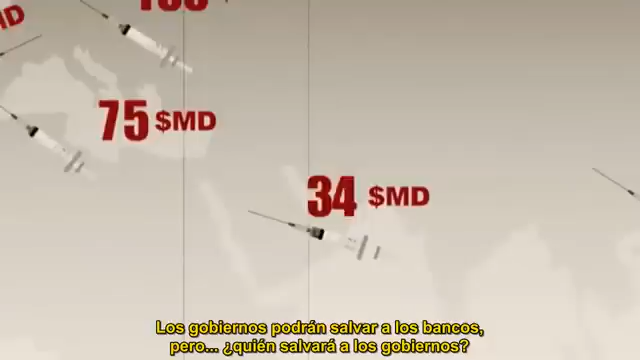 75 $MD
34 $MD
Los gobiernos podrán salvar a los bancos,
pero... ¿quién salvará a los gobiernos?